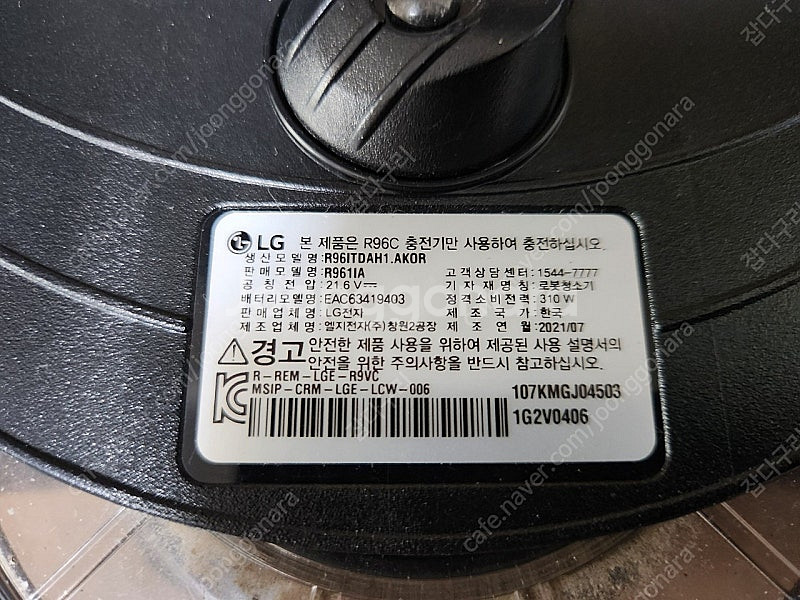 LG 본 제품은 R96C 충전기만 사용하여 충전하십시오.
생산모델명:R96ITDAH1.AKOR
판매모델명:R961IA 고객상담센터:1544-7777
공칭전압:21.6V 기자재명칭:로봇청소기
배터리모델명:EAC63419403 정격소비전력:310W
판매업체명:LG전자 제조국가:한국
제조업체명:엘지전자(주)창원2공장 제조연월:2021/07
경고 안전한 제품 사용을 위하여 제공된 사용 설명서의
안전을 위한 주의사항을 반드시 참고하십시오.
R-REM-LGE-R9VC
MSIP-CRM-LGE-LCW-006 107KMGJ04503
1G2V0406
cafe.naver.com/joonggonara
잡다구리